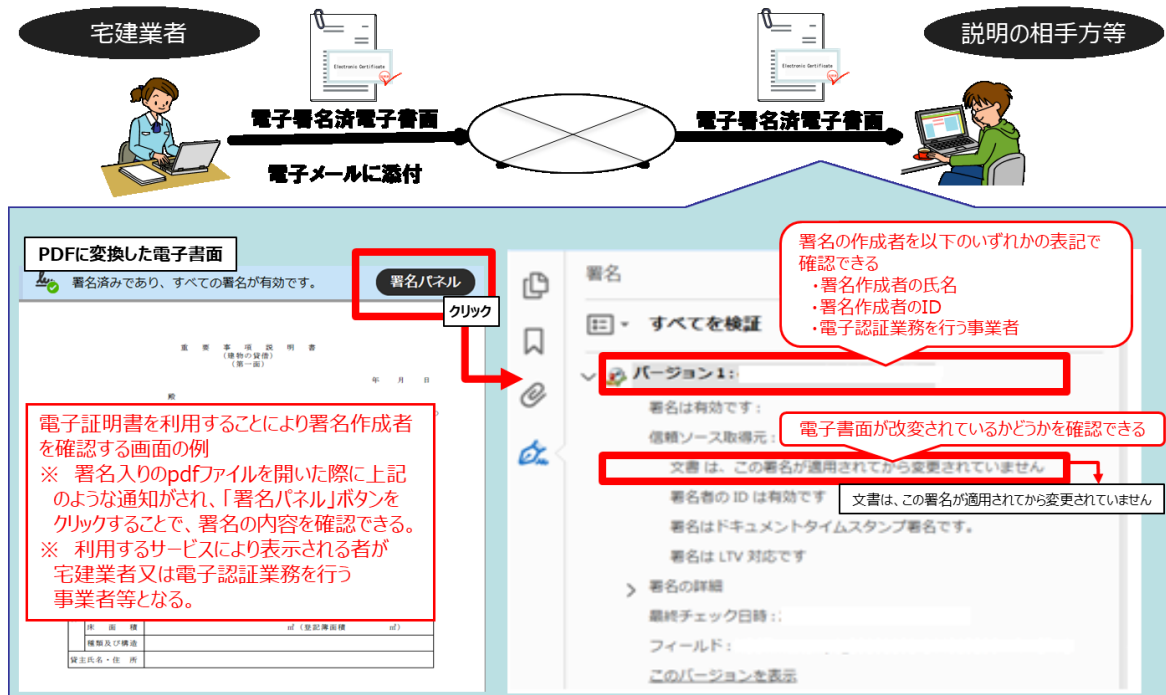 宅建業者
説明の相手方等
Electronic Certificate
Electronic Certificate
電子署名済電子書面
電子署名済電子書面
電子メールに添付
PDFに変換した電子書面
署名済みであり、すべての署名が有効です。
署名パネル
クリック
重要事項説明書
(建物の貸借)
(第一面)
年 月 日
殿
電子証明書を利用することにより署名作成者
を確認する画面の例
※ 署名入りのpdfファイルを開いた際に上記
のような通知がされ、「署名パネル」ボタンを
クリックすることで、署名の内容を確認できる。
※ 利用するサービスにより表示される者が
宅建業者又は電子認証業務を行う
事業者等となる。
床面積
㎡(登記簿面積 ㎡)
種類及び構造
貸主氏名・住所
署名
すべてを検証
署名の作成者を以下のいずれかの表記で
確認できる
・署名作成者の氏名
・署名作成者のID
・電子認証業務を行う事業者
バージョン 1:
署名は有効です:
信頼ソース取得元:
電子書面が改変されているかどうかを確認できる
文書 は、この署名が適用されてから変更されていません
文書は、この署名が適用されてから変更されていません
署名者の ID は有効です
署名はドキュメントタイムスタンプ署名です。
署名は LTV 対応です
署名の詳細
最終チェック日時:
フィールド:
このバージョンを表示